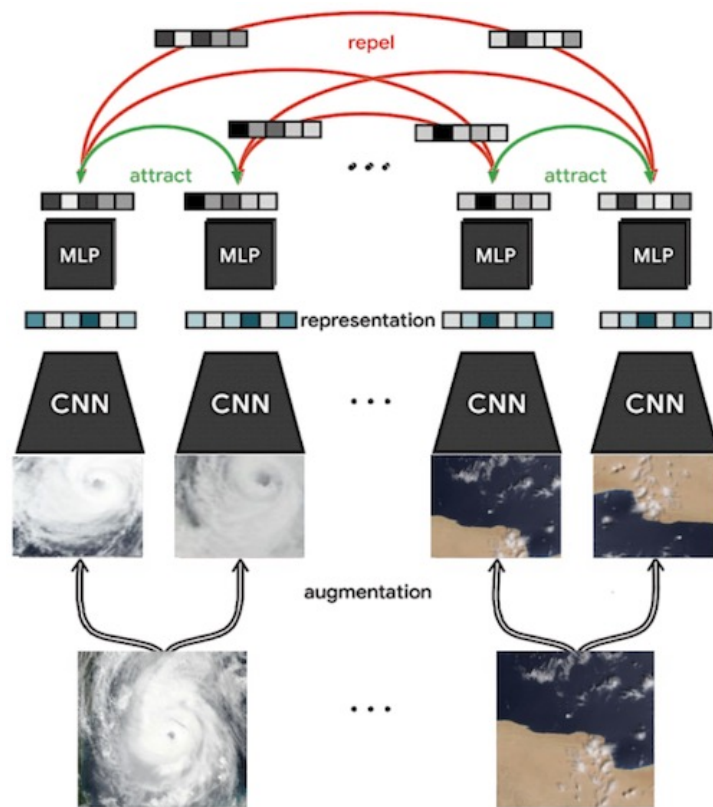 repel
attract
attract
MLP
MLP
MLP
MLP
representation
CNN
CNN
CNN
CNN
augmentation